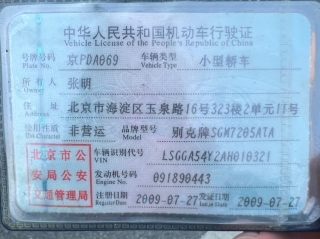 中华人民共和国机动车行驶证
Vehicle License of the People's Republic of China
号牌号码 京PDA069 车辆类型 小型轿车
Plate No. Vehicle Type
所有人 张明
Owner
住址 北京市海淀区玉泉路16号323楼2单元11号
Address
使用性质 非营运 品牌型号 别克牌SGM7205ATA
Use Character Model
北京市公 车辆识别代号 LSGGA54Y2AH010321
安局公安 VIN
交通管理局 发动机号码 091890443
Engine No.
注册日期 2009-07-27 发证日期 2009-07-27
Register Date Issue Date